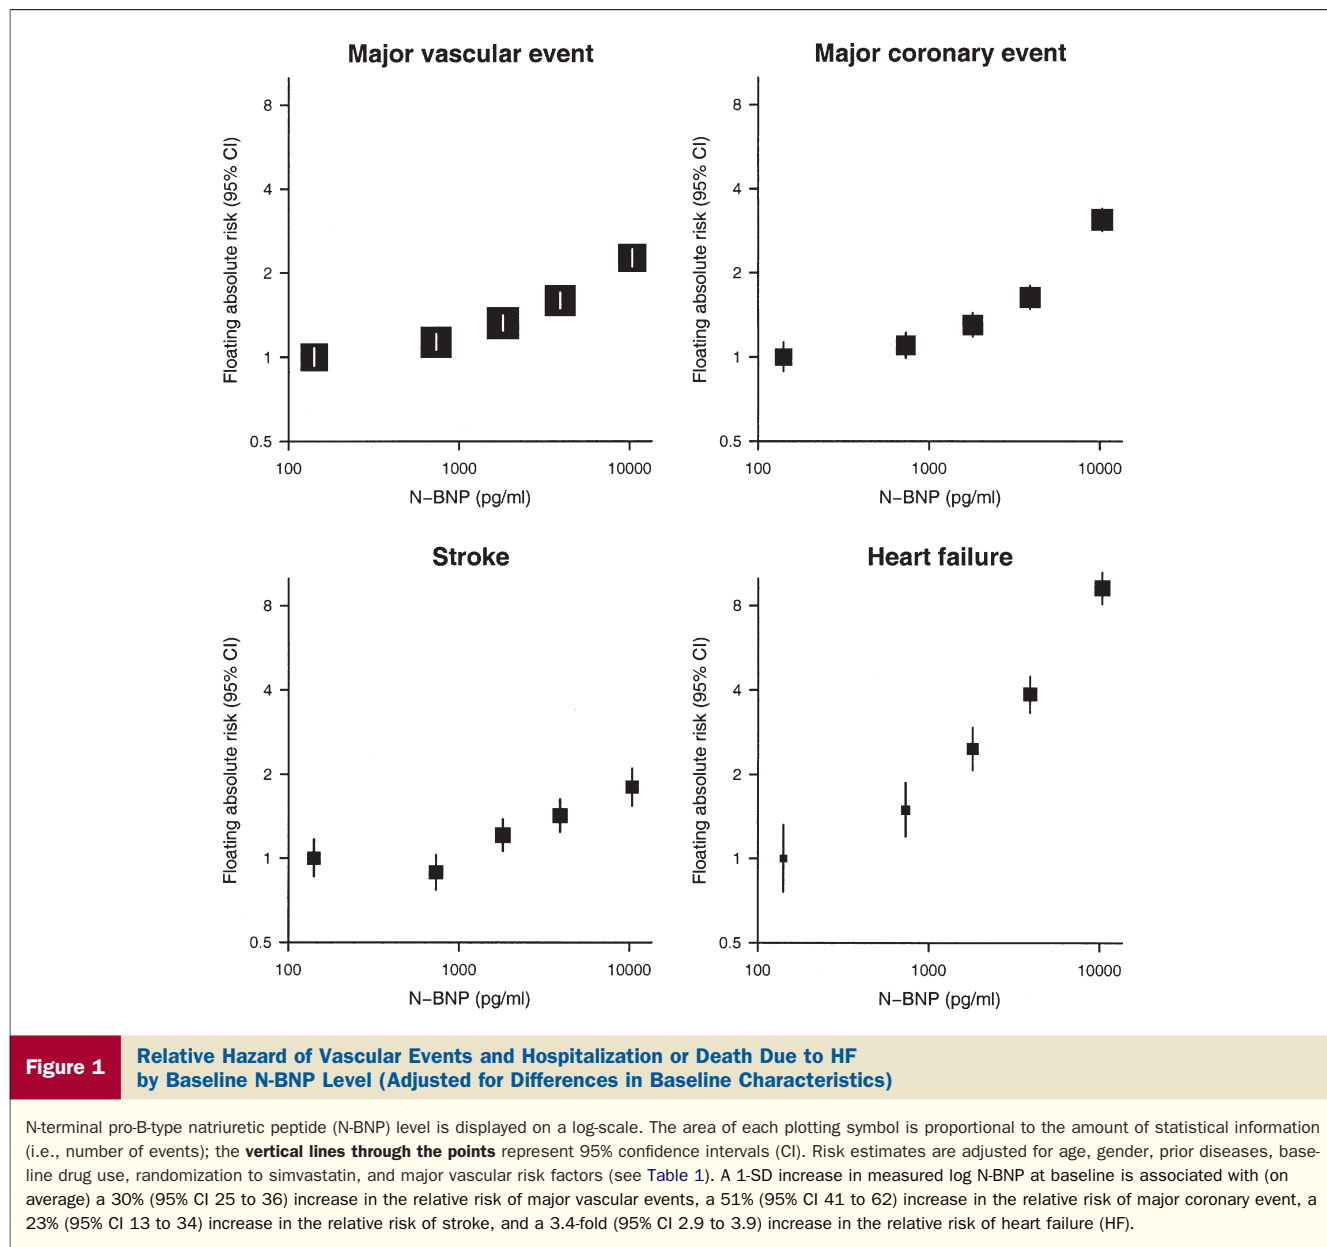 Major vascular event
Floating absolute risk (95% CI)
8
4
2
1
0.5
100 1000 10000
N–BNP (pg/ml)
Major coronary event
Floating absolute risk (95% CI)
8
4
2
1
0.5
100 1000 10000
N–BNP (pg/ml)
Stroke
Floating absolute risk (95% CI)
8
4
2
1
0.5
100 1000 10000
N–BNP (pg/ml)
Heart failure
Floating absolute risk (95% CI)
8
4
2
1
0.5
100 1000 10000
N–BNP (pg/ml)
Figure 1
Relative Hazard of Vascular Events and Hospitalization or Death Due to HF
by Baseline N-BNP Level (Adjusted for Differences in Baseline Characteristics)
N-terminal pro-B-type natriuretic peptide (N-BNP) level is displayed on a log-scale. The area of each plotting symbol is proportional to the amount of statistical information
(i.e., number of events); the vertical lines through the points represent 95% confidence intervals (CI). Risk estimates are adjusted for age, gender, prior diseases, base-
line drug use, randomization to simvastatin, and major vascular risk factors (see Table 1). A 1-SD increase in measured log N-BNP at baseline is associated with (on
average) a 30% (95% CI 25 to 36) increase in the relative risk of major vascular events, a 51% (95% CI 41 to 62) increase in the relative risk of major coronary event, a
23% (95% CI 13 to 34) increase in the relative risk of stroke, and a 3.4-fold (95% CI 2.9 to 3.9) increase in the relative risk of heart failure (HF).